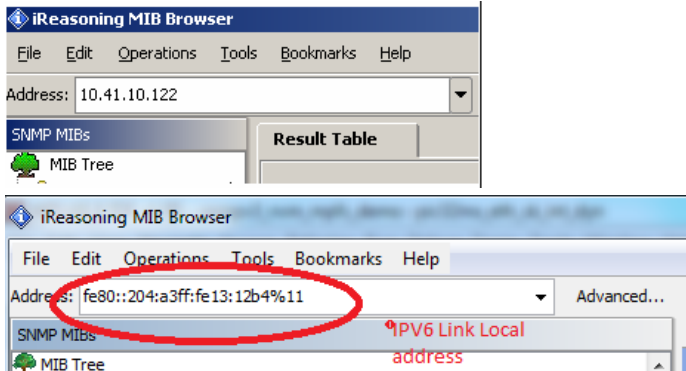 iReasoning MIB Browser
File Edit Operations Tools Bookmarks Help
Address: 10.41.10.122
SNMP MIBs
Result Table
MIB Tree
iReasoning MIB Browser
File Edit Operations Tools Bookmarks Help
Address: fe80::204:a3ff:fe13:12b4%11 Advanced...
SNMP MIBs
IPV6 Link Local
address
MIB Tree